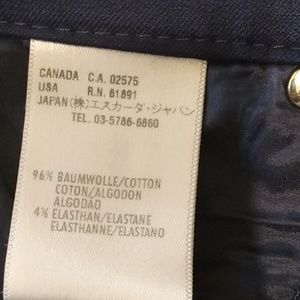 CANADA C.A. 02575
USA R.N. 61891
JAPAN(株)エスカーダ・ジャパン
TEL. 03-5786-6860
96% BAUMWOLLE/COTTON
COTON/ALGODON
ALGODAO
4% ELASTHAN/ELASTANE
ELASTHANNE/ELASTANO